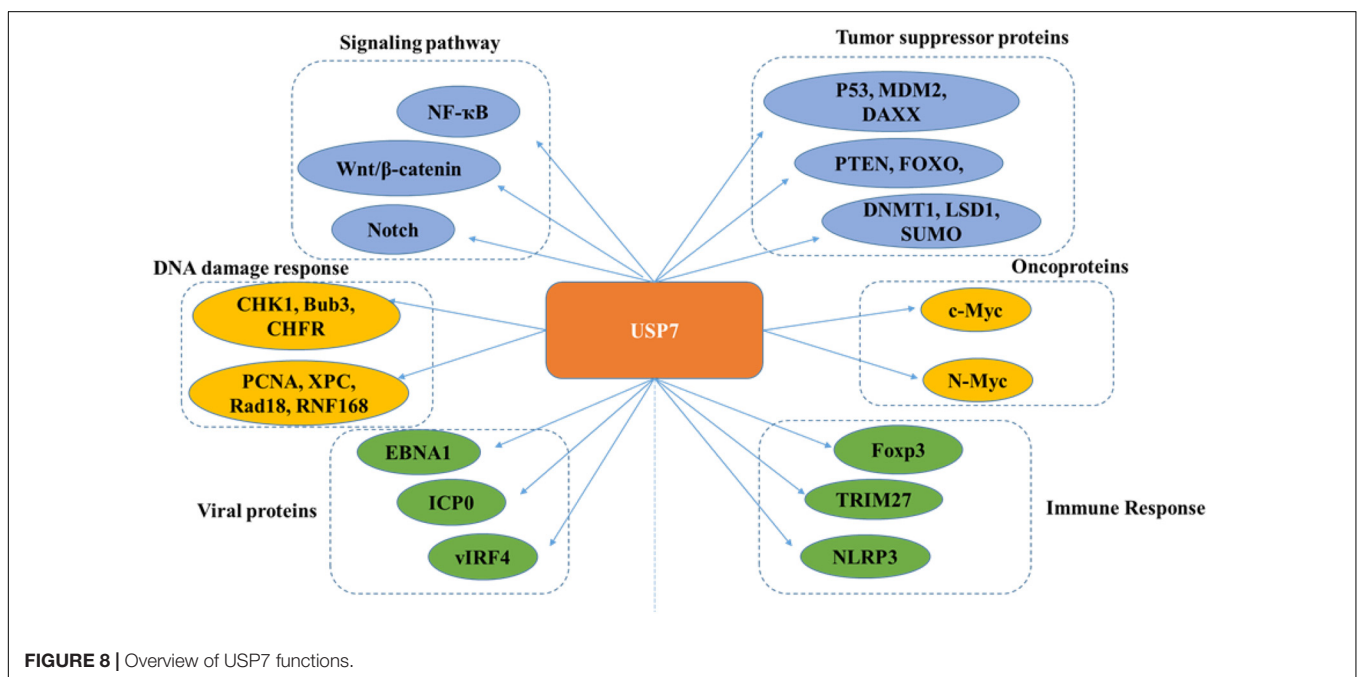 Signaling pathway
NF-κB
Wnt/β-catenin
Notch
Tumor suppressor proteins
P53, MDM2,
DAXX
PTEN, FOXO,
DNMT1, LSD1,
SUMO
DNA damage response
CHK1, Bub3,
CHFR
PCNA, XPC,
Rad18, RNF168
USP7
Oncoproteins
c-Myc
N-Myc
Viral proteins
EBNA1
ICP0
vIRF4
Foxp3
TRIM27
NLRP3
Immune Response
FIGURE 8 | Overview of USP7 functions.